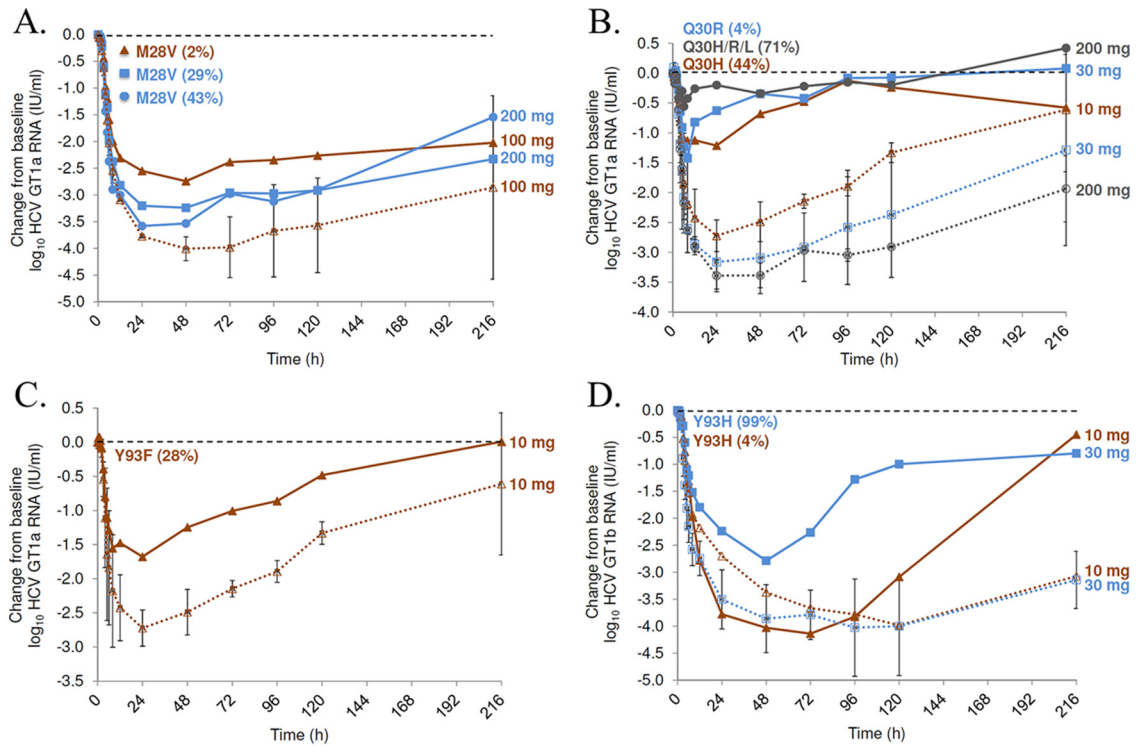 A.
Change from baseline
log10 HCV GT1a RNA (IU/ml)
0.0
-0.5
-1.0
-1.5
-2.0
-2.5
-3.0
-3.5
-4.0
-4.5
-5.0
M28V (2%)
M28V (29%)
M28V (43%)
200 mg
100 mg
200 mg
100 mg
0
24
48
72
96
120
144
168
192
216
Time (h)
B.
Change from baseline
log10 HCV GT1a RNA (IU/ml)
0.5
0.0
-0.5
-1.0
-1.5
-2.0
-2.5
-3.0
-3.5
-4.0
Q30R (4%)
Q30H/R/L (71%)
Q30H (44%)
200 mg
30 mg
10 mg
30 mg
200 mg
0
24
48
72
96
120
144
168
192
216
Time (h)
C.
Change from baseline
log10 HCV GT1a RNA (IU/ml)
0.5
0.0
-0.5
-1.0
-1.5
-2.0
-2.5
-3.0
-3.5
Y93F (28%)
10 mg
10 mg
0
24
48
72
96
120
144
168
192
216
Time (h)
D.
Change from baseline
log10 HCV GT1b RNA (IU/ml)
0.0
-0.5
-1.0
-1.5
-2.0
-2.5
-3.0
-3.5
-4.0
-4.5
-5.0
Y93H (99%)
Y93H (4%)
10 mg
30 mg
10 mg
30 mg
0
24
48
72
96
120
144
168
192
216
Time (h)